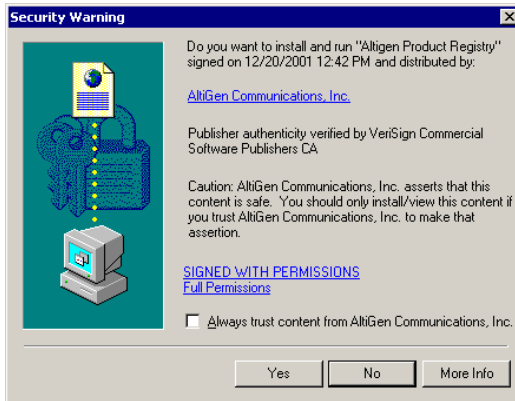 Security Warning
Do you want to install and run "Altigen Product Registry"
signed on 12/20/2001 12:42 PM and distributed by:
AltiGen Communications, Inc.
Publisher authenticity verified by VeriSign Commercial
Software Publishers CA
Caution: AltiGen Communications, Inc. asserts that this
content is safe. You should only install/view this content if
you trust AltiGen Communications, Inc. to make that
assertion.
SIGNED WITH PERMISSIONS
Full Permissions
Always trust content from AltiGen Communications, Inc.
Yes No More Info